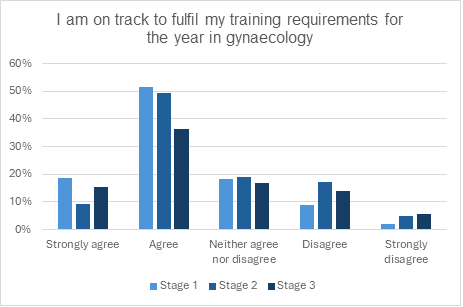 I am on track to fulfil my training requirements for
the year in gynaecology
60%
50%
40%
30%
20%
10%
0%
Strongly agree
Agree
Neither agree
nor disagree
Disagree
Strongly
disagree
Stage 1
Stage 2
Stage 3